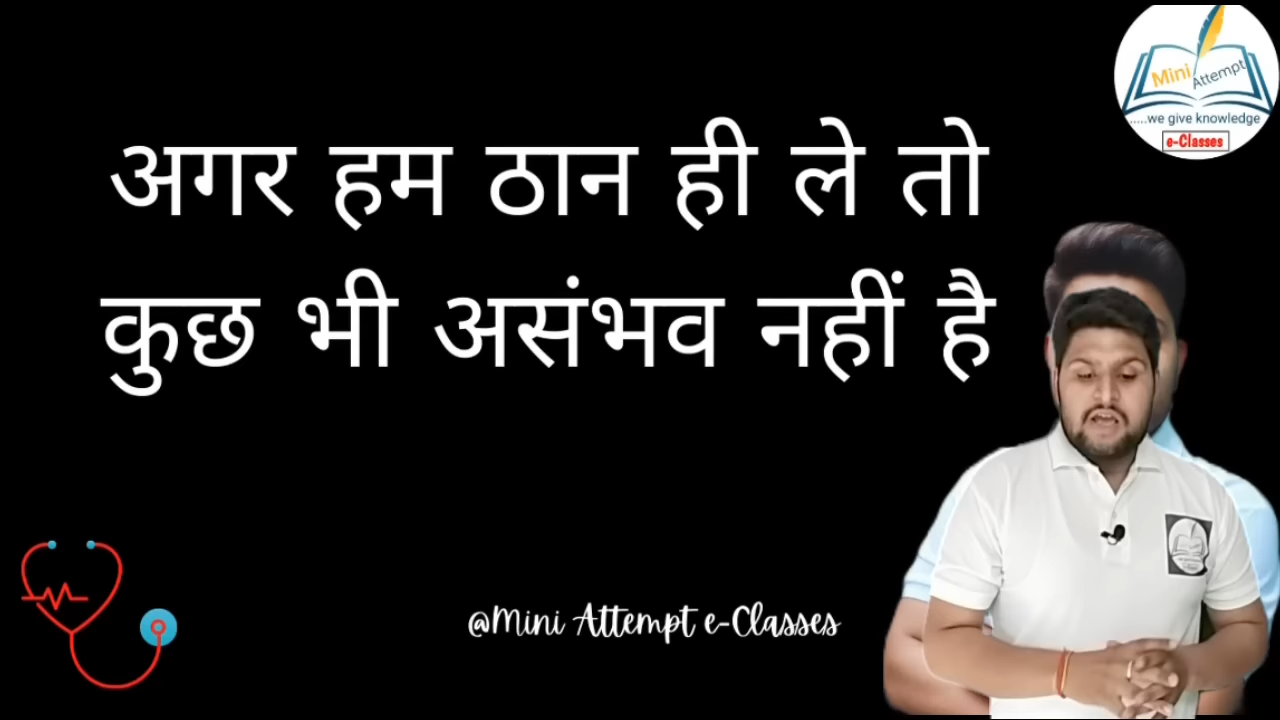 Mini Attempt
.....we give knowledge
e-Classes
अगर हम ठान ही ले तो
कुछ भी असंभव नहीं है
@Mini Attempt e-Classes